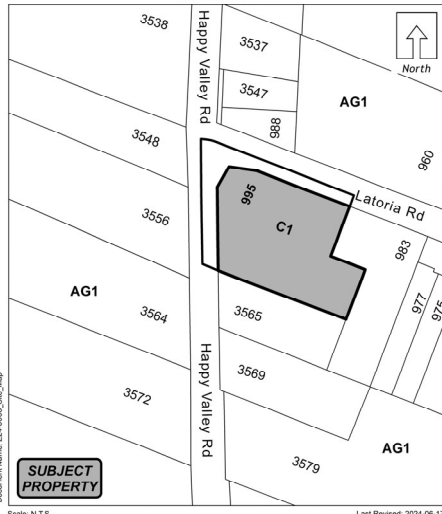 3538
Happy Valley Rd
3537
North
3547
AG1
988
3548
960
Latoria Rd
995
C1
3556
983
977
975
AG1
3564
3565
Happy Valley Rd
3569
3572
AG1
3579
SUBJECT
PROPERTY
Scale: N.T.S.
Last Revised: 2024-06-17